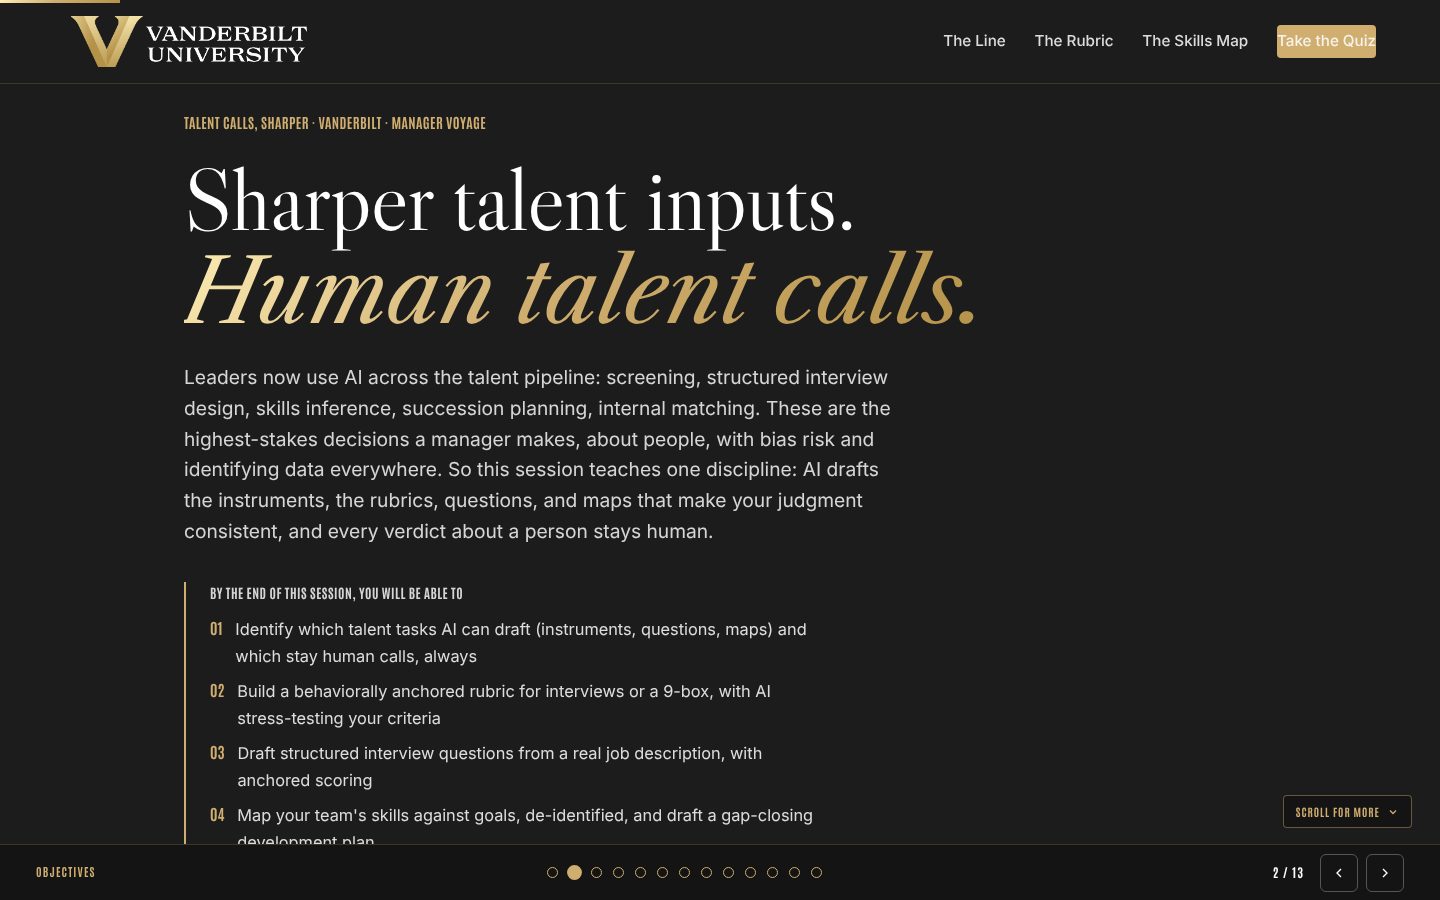 VANDERBILT
UNIVERSITY
The Line
The Rubric
The Skills Map
Take the Quiz
TALENT CALLS, SHARPER · VANDERBILT · MANAGER VOYAGE
Sharper talent inputs.
Human talent calls.
Leaders now use AI across the talent pipeline: screening, structured interview
design, skills inference, succession planning, internal matching. These are the
highest-stakes decisions a manager makes, about people, with bias risk and
identifying data everywhere. So this session teaches one discipline: AI drafts
the instruments, the rubrics, questions, and maps that make your judgment
consistent, and every verdict about a person stays human.
BY THE END OF THIS SESSION, YOU WILL BE ABLE TO
01 Identify which talent tasks AI can draft (instruments, questions, maps) and
which stay human calls, always
02 Build a behaviorally anchored rubric for interviews or a 9-box, with AI
stress-testing your criteria
03 Draft structured interview questions from a real job description, with
anchored scoring
04 Map your team's skills against goals, de-identified, and draft a gap-closing
development plan
SCROLL FOR MORE
OBJECTIVES
2 / 13